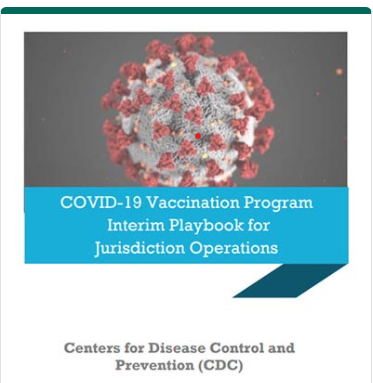 COVID-19 Vaccination Program
Interim Playbook for
Jurisdiction Operations
Centers for Disease Control and
Prevention (CDC)